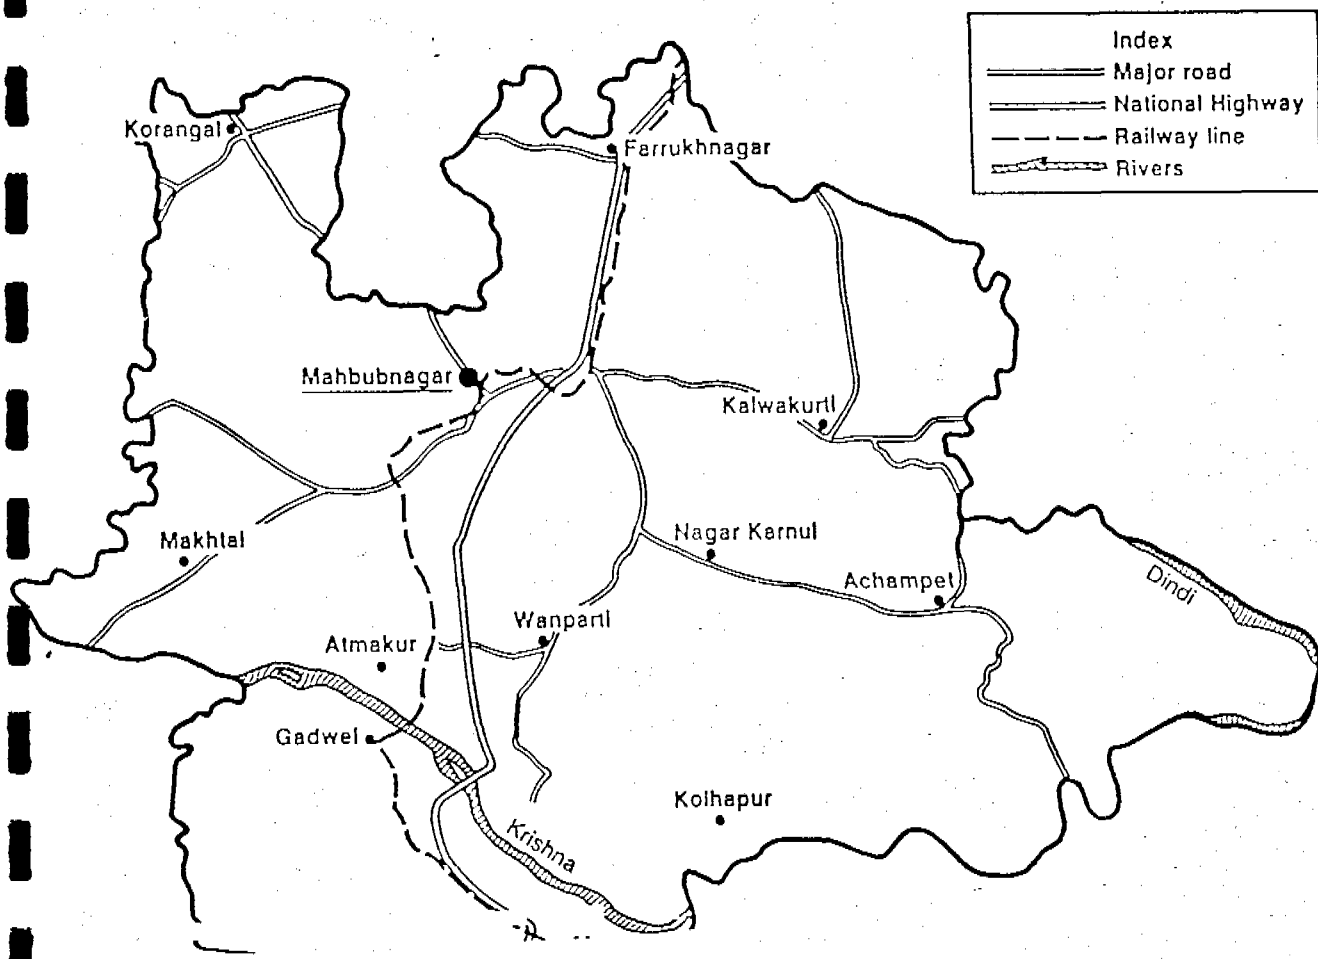 Index
Major road
National Highway
Railway line
Rivers
Korangal
Farrukhnagar
Mahbubnagar
Kalwakurti
Makhtal
Nagar Karnul
Achampet
Dindi
Wanparti
Atmakur
Gadwel
Kolhapur
Krishna